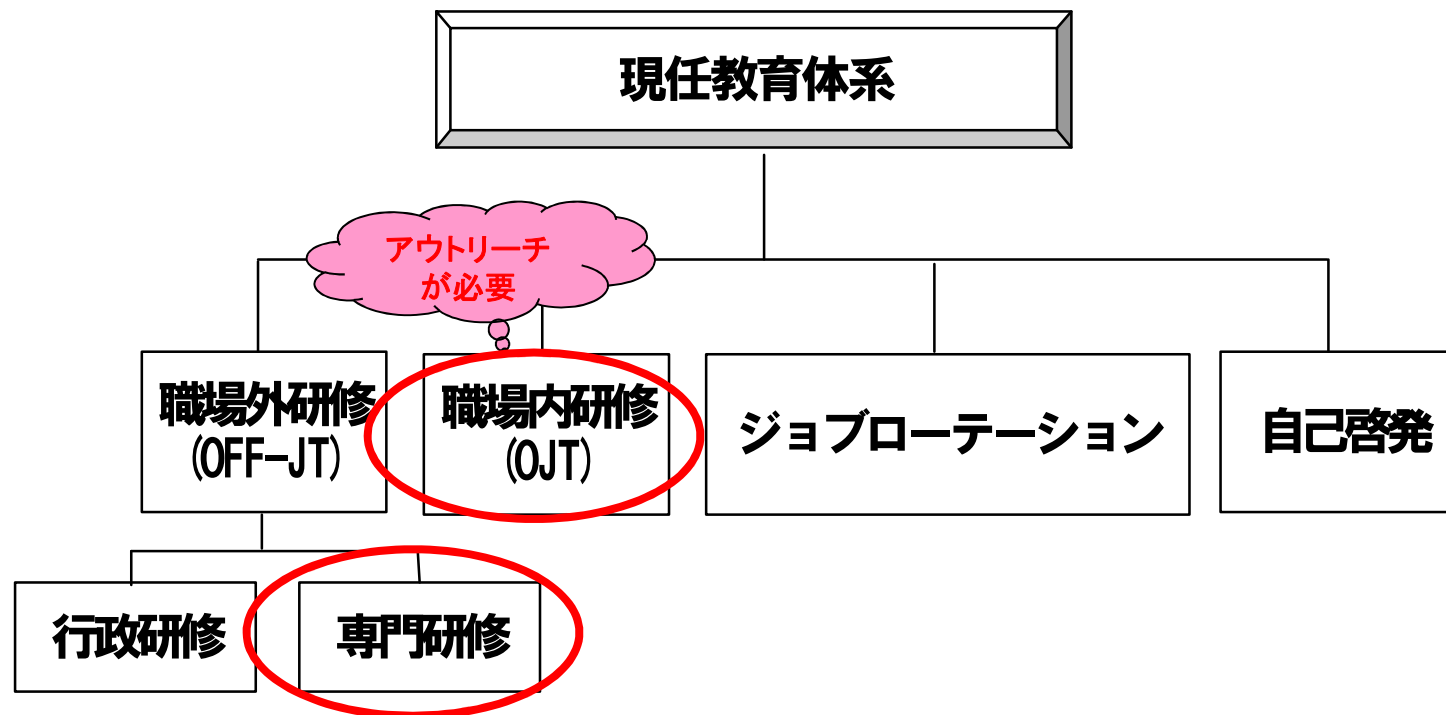 現任教育体系
アウトリーチ
が必要
職場外研修
(OFF-JT)
職場内研修
(OJT)
ジョブローテーション
自己啓発
行政研修
専門研修